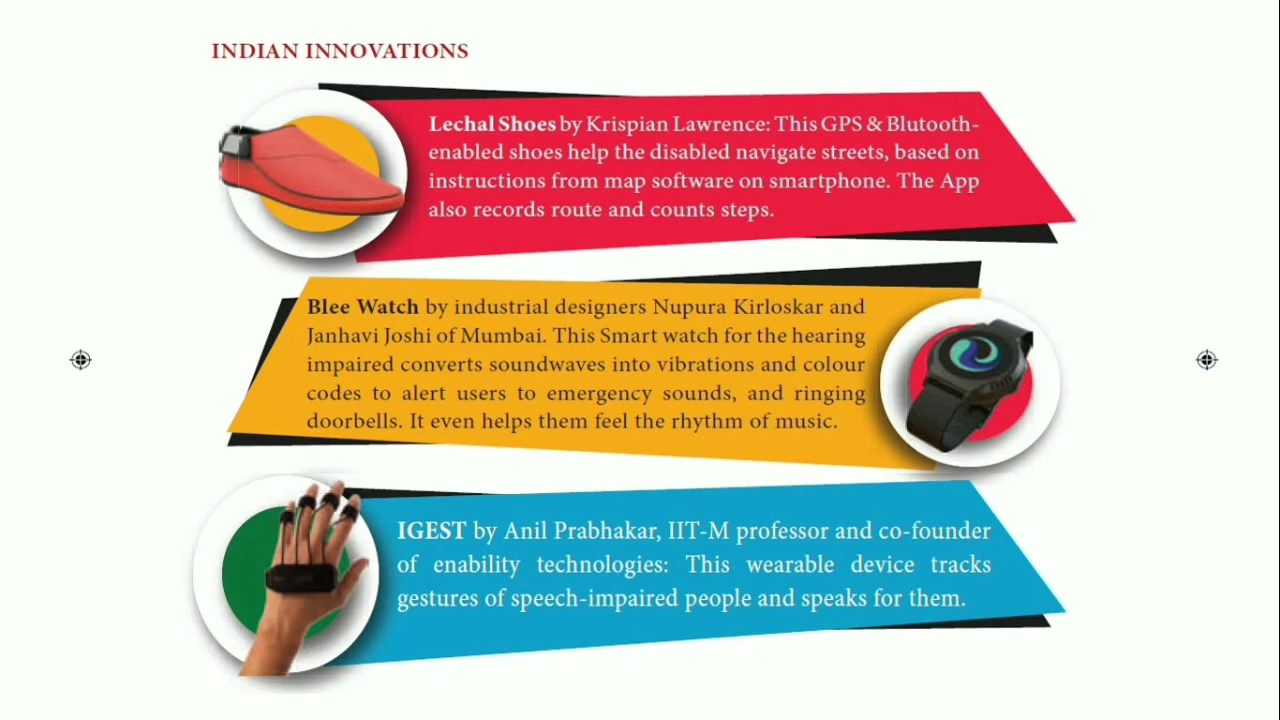 INDIAN INNOVATIONS
Lechal Shoes by Krispian Lawrence: This GPS & Blutooth-
enabled shoes help the disabled navigate streets, based on
instructions from map software on smartphone. The App
also records route and counts steps.
Blee Watch by industrial designers Nupura Kirloskar and
Janhavi Joshi of Mumbai. This Smart watch for the hearing
impaired converts soundwaves into vibrations and colour
codes to alert users to emergency sounds, and ringing
doorbells. It even helps them feel the rhythm of music.
IGEST by Anil Prabhakar, IIT-M professor and co-founder
of enability technologies: This wearable device tracks
gestures of speech-impaired people and speaks for them.